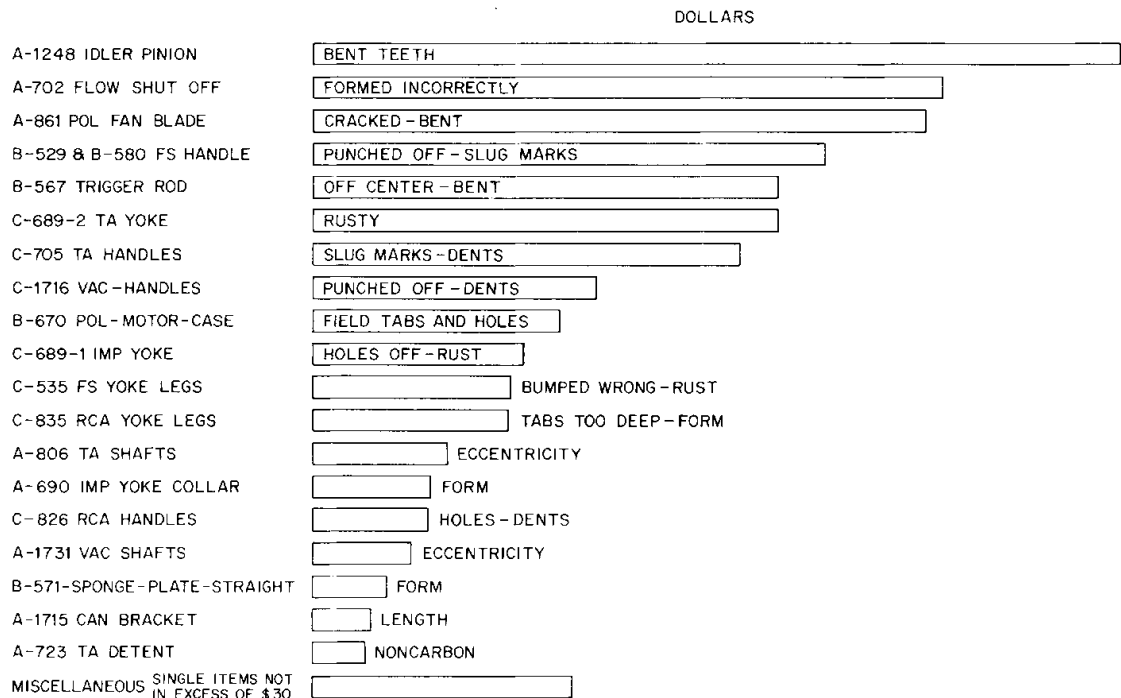 DOLLARS
A-1248 IDLER PINION BENT TEETH
A-702 FLOW SHUT OFF FORMED INCORRECTLY
A-861 POL FAN BLADE CRACKED-BENT
B-529 & B-580 FS HANDLE PUNCHED OFF-SLUG MARKS
B-567 TRIGGER ROD OFF CENTER-BENT
C-689-2 TA YOKE RUSTY
C-705 TA HANDLES SLUG MARKS-DENTS
C-1716 VAC-HANDLES PUNCHED OFF-DENTS
B-670 POL-MOTOR-CASE FIELD TABS AND HOLES
C-689-1 IMP YOKE HOLES OFF-RUST
C-535 FS YOKE LEGS BUMPED WRONG-RUST
C-835 RCA YOKE LEGS TABS TOO DEEP-FORM
A-806 TA SHAFTS ECCENTRICITY
A-690 IMP YOKE COLLAR FORM
C-826 RCA HANDLES HOLES-DENTS
A-1731 VAC SHAFTS ECCENTRICITY
B-571-SPONGE-PLATE-STRAIGHT FORM
A-1715 CAN BRACKET LENGTH
A-723 TA DETENT NONCARBON
MISCELLANEOUS SINGLE ITEMS NOT
IN EXCESS OF $30